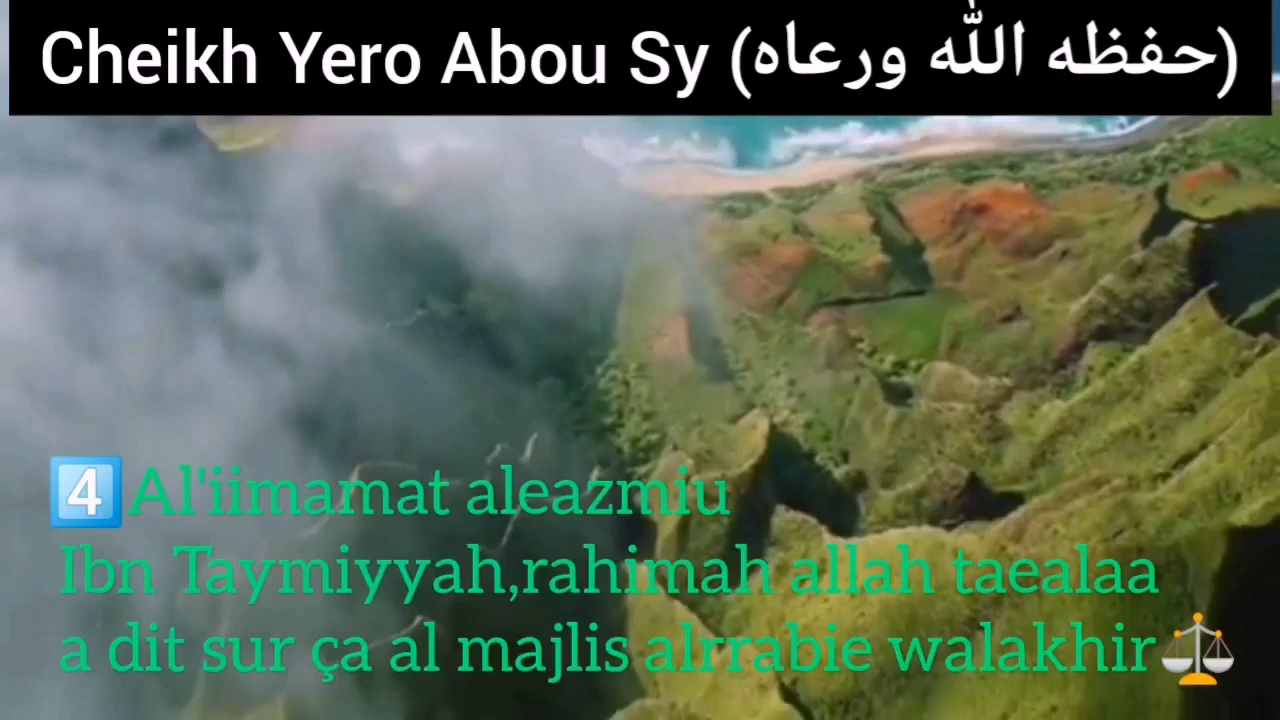 Cheikh Yero Abou Sy (حفظه الله ورعاه)
4️⃣Al'iimamat aleazmiu
Ibn Taymiyyah,rahimah allah taealaa
a dit sur ça al majlis alrrabie walakhir⚖️